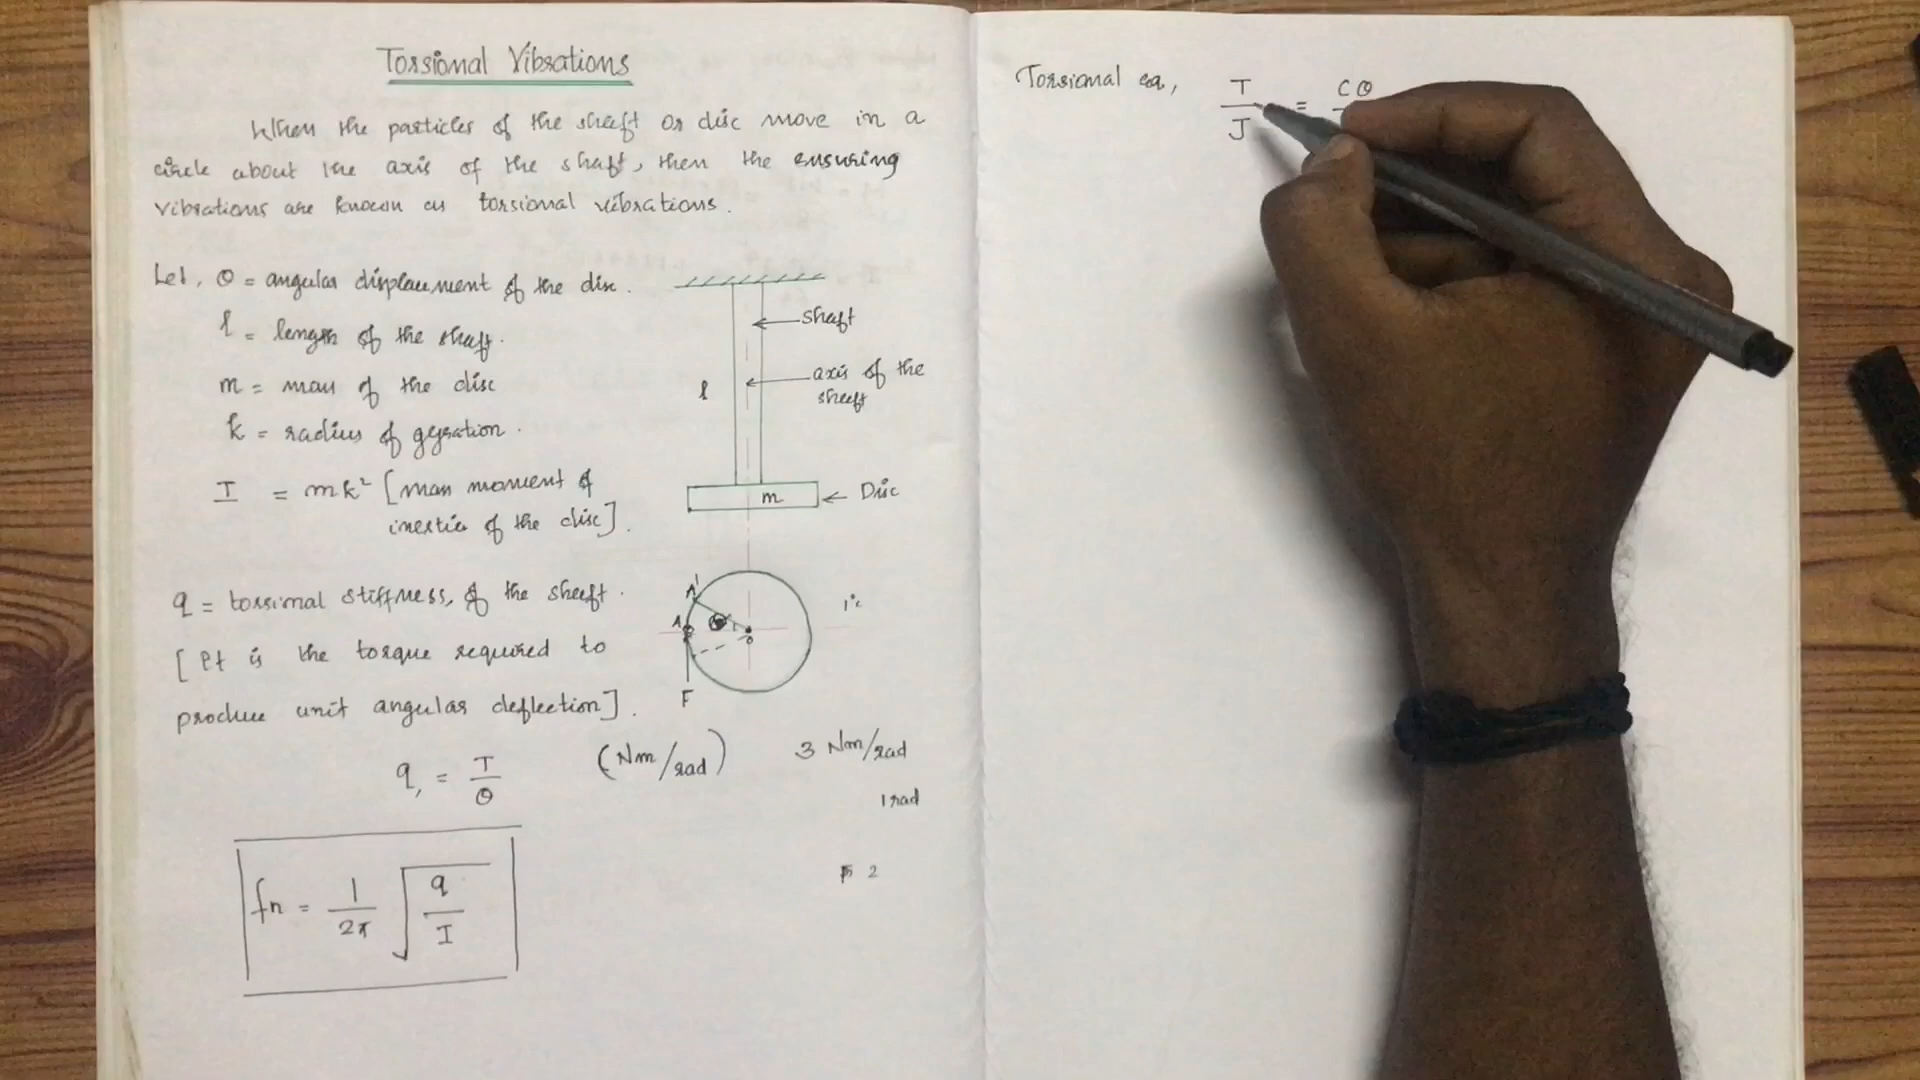 Torsional Vibrations
When the particles of the shaft or disc move in a
circle about the axis of the shaft, then the ensuring
vibrations are known as torsional vibrations.
Let, θ = angular displacement of the disc.
l = length of the shaft.
m = mass of the disc
k = radius of gyration.
I = mk² [mass moment of
inertia of the disc].
q = torsional stiffness, of the shaft.
[It is the torque required to
produce unit angular deflection].
q = T/θ (Nm/rad)
fn = 1/2π √q/I
shaft
axis of the
shaft
l
m
Disc
A'
A
θ
o
F
3 Nm/rad
1 rad
2
Torsional eq, T/J = Cθ